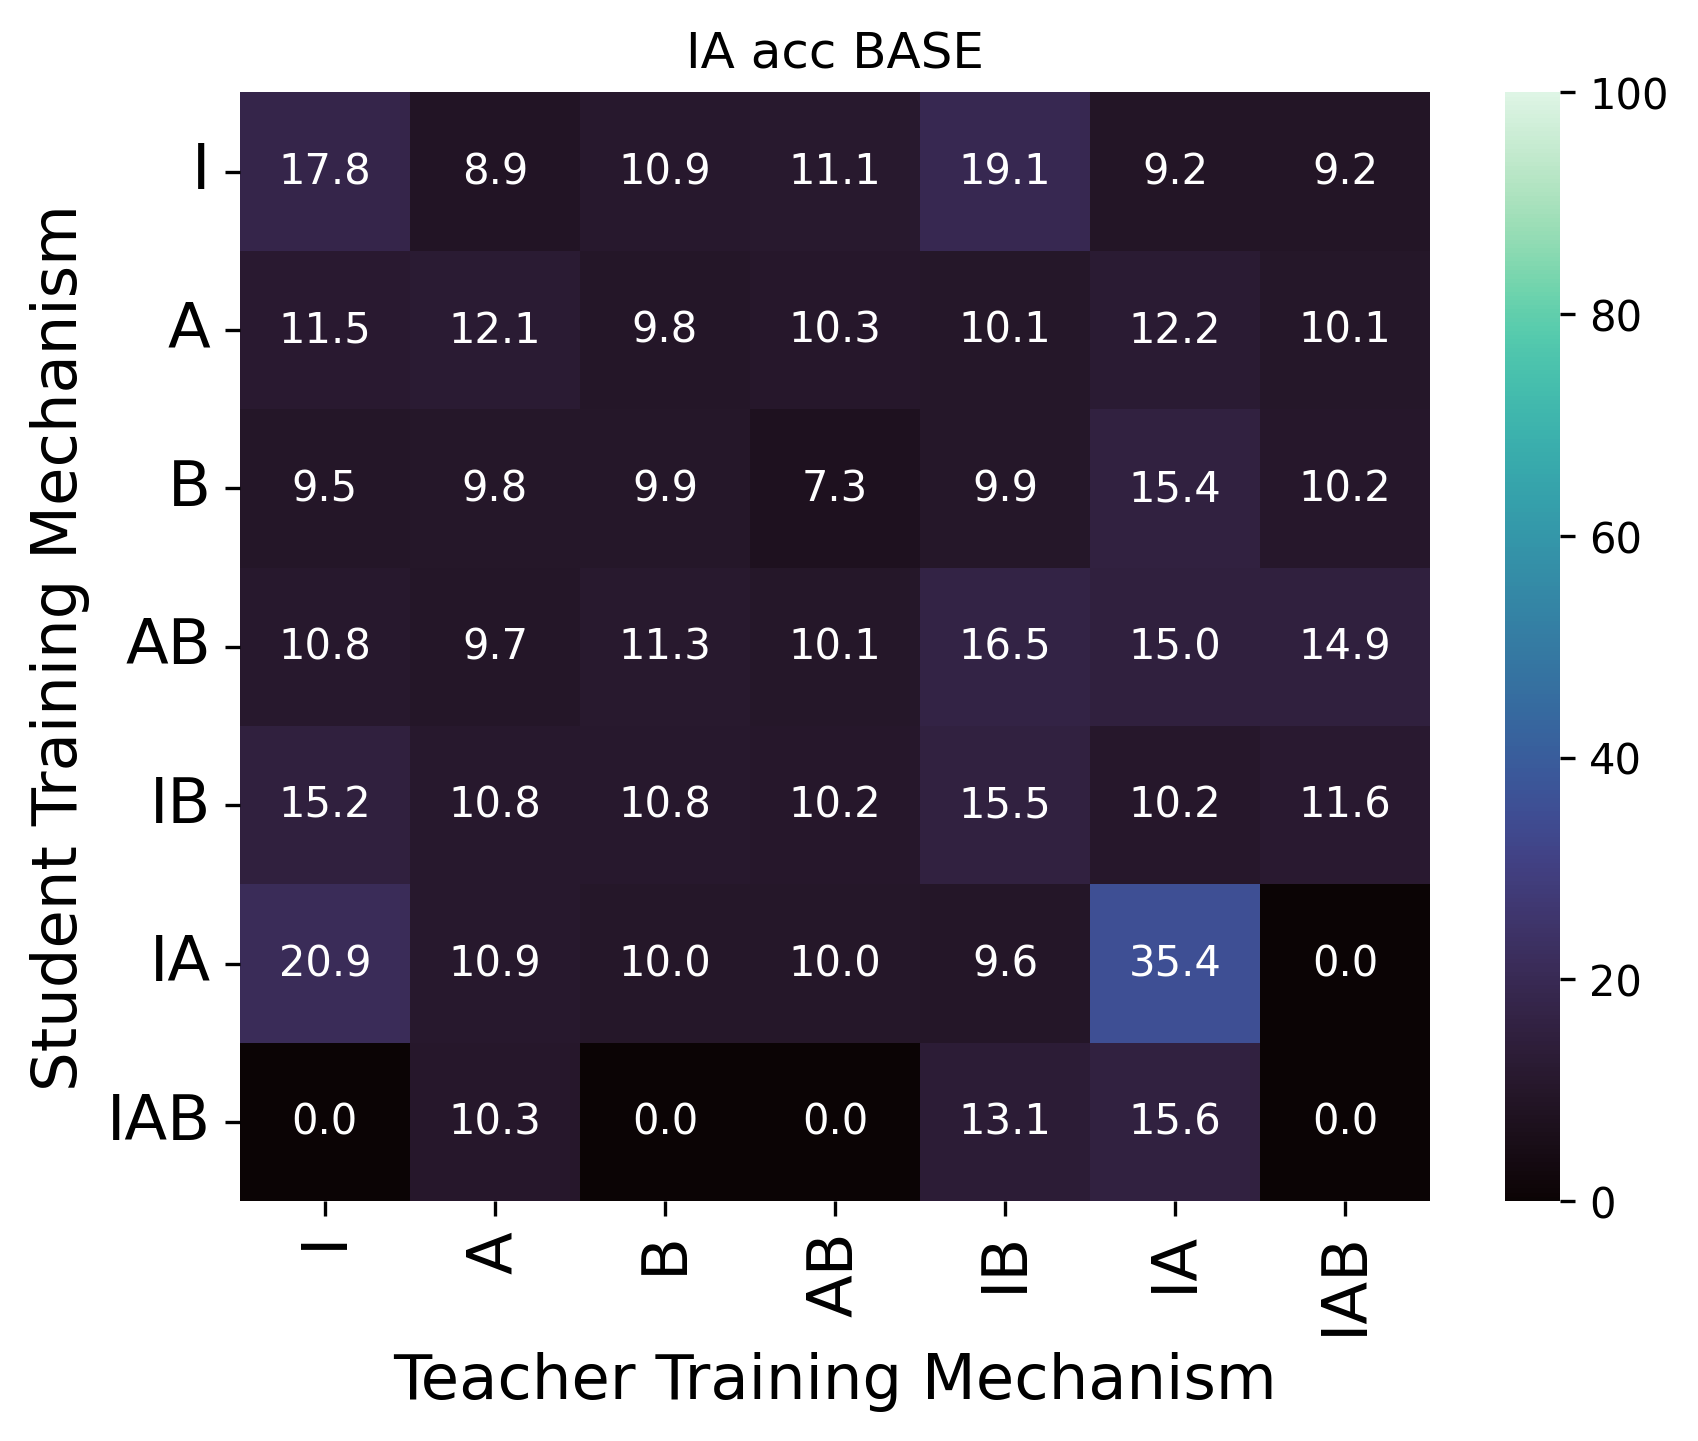 IA acc BASE
Student Training Mechanism
I 17.8 8.9 10.9 11.1 19.1 9.2 9.2
A 11.5 12.1 9.8 10.3 10.1 12.2 10.1
B 9.5 9.8 9.9 7.3 9.9 15.4 10.2
AB 10.8 9.7 11.3 10.1 16.5 15.0 14.9
IB 15.2 10.8 10.8 10.2 15.5 10.2 11.6
IA 20.9 10.9 10.0 10.0 9.6 35.4 0.0
IAB 0.0 10.3 0.0 0.0 13.1 15.6 0.0
I A B AB IB IA IAB
Teacher Training Mechanism
100
80
60
40
20
0